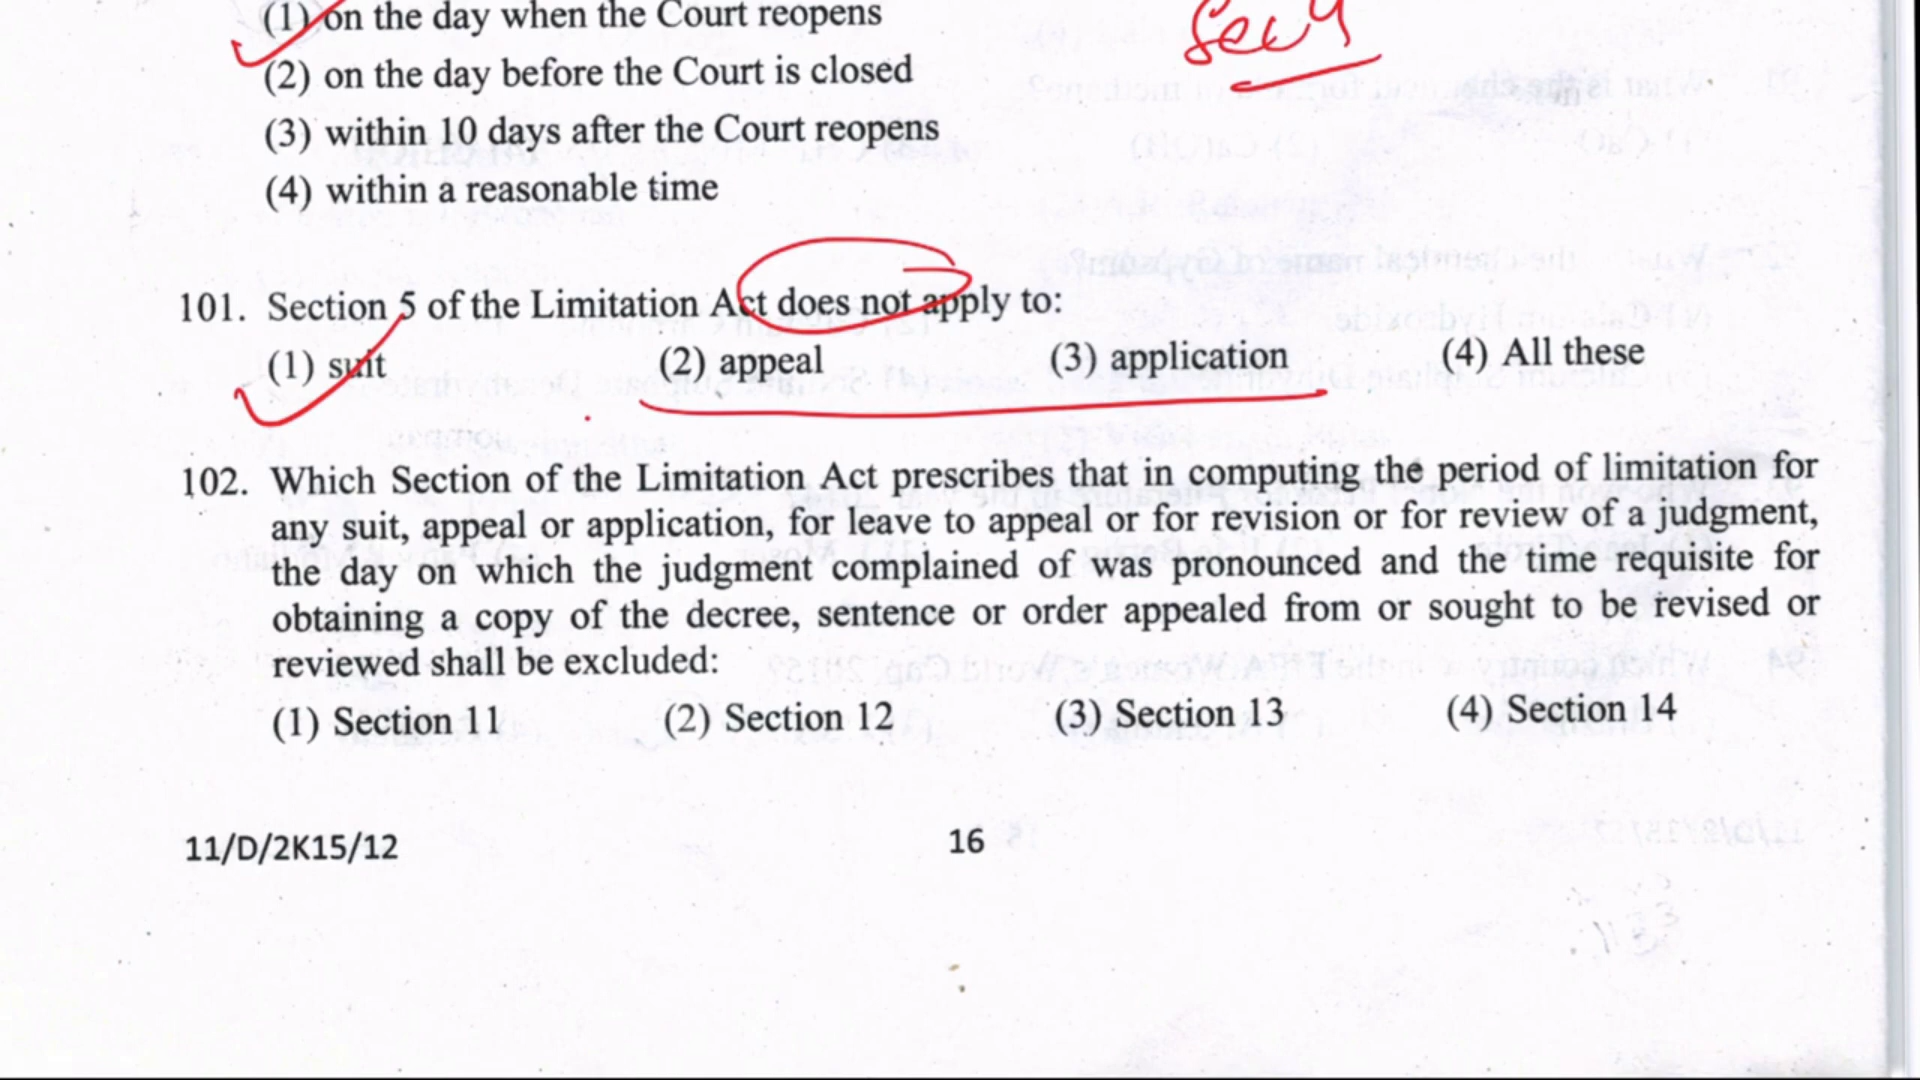 (1) on the day when the Court reopens
Sec 4
(2) on the day before the Court is closed
(3) within 10 days after the Court reopens
(4) within a reasonable time
101. Section 5 of the Limitation Act does not apply to:
(1) suit (2) appeal (3) application (4) All these
102. Which Section of the Limitation Act prescribes that in computing the period of limitation for
any suit, appeal or application, for leave to appeal or for revision or for review of a judgment,
the day on which the judgment complained of was pronounced and the time requisite for
obtaining a copy of the decree, sentence or order appealed from or sought to be revised or
reviewed shall be excluded:
(1) Section 11 (2) Section 12 (3) Section 13 (4) Section 14
11/D/2K15/12 16